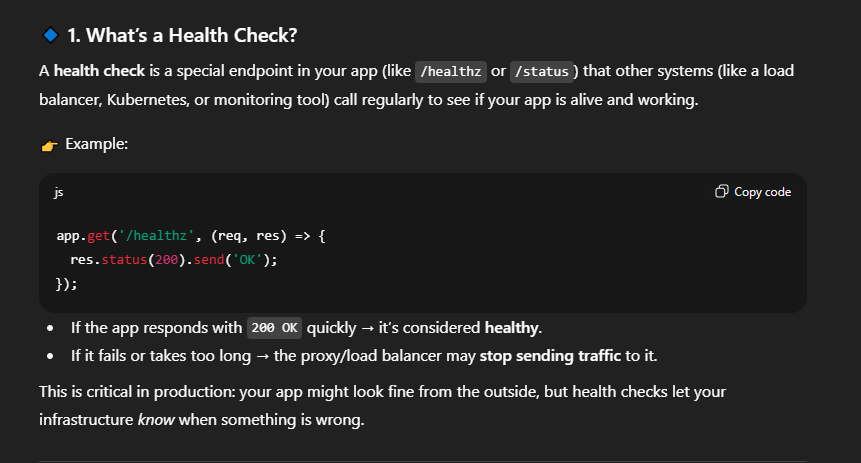 1. What's a Health Check?
A health check is a special endpoint in your app (like /healthz or /status) that other systems (like a load
balancer, Kubernetes, or monitoring tool) call regularly to see if your app is alive and working.
Example:
js
Copy code
app.get('/healthz', (req, res) => {
  res.status(200).send('OK');
});
• If the app responds with 200 OK quickly → it's considered healthy.
• If it fails or takes too long → the proxy/load balancer may stop sending traffic to it.
This is critical in production: your app might look fine from the outside, but health checks let your
infrastructure know when something is wrong.